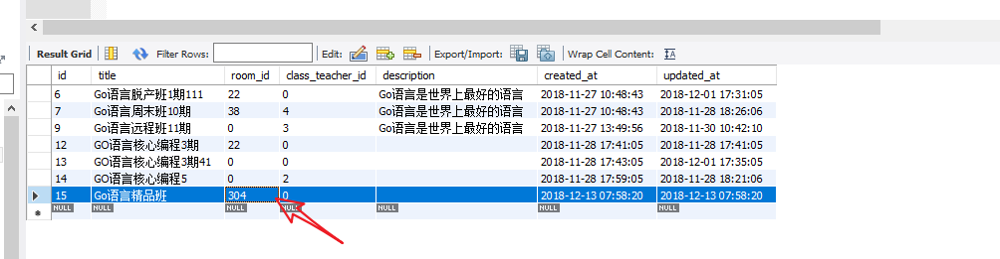 Result Grid Filter Rows: Edit: Export/Import: Wrap Cell Content: IA
id title room_id class_teacher_id description created_at updated_at
6 Go语言脱产班1期111 22 0 Go语言是世界上最好的语言 2018-11-27 10:48:43 2018-12-01 17:31:05
7 Go语言周末班10期 38 4 Go语言是世界上最好的语言 2018-11-27 10:48:43 2018-11-28 18:26:06
9 Go语言远程班11期 0 3 Go语言是世界上最好的语言 2018-11-27 13:49:56 2018-11-30 10:42:10
12 GO语言核心编程3期 22 0 2018-11-28 17:41:05 2018-11-28 17:41:05
13 GO语言核心编程3期41 0 0 2018-11-28 17:43:05 2018-12-01 17:35:05
14 GO语言核心编程5 0 2 2018-11-28 17:59:05 2018-11-28 18:21:06
15 Go语言精品班 304 0 2018-12-13 07:58:20 2018-12-13 07:58:20
NULL NULL NULL NULL NULL NULL NULL